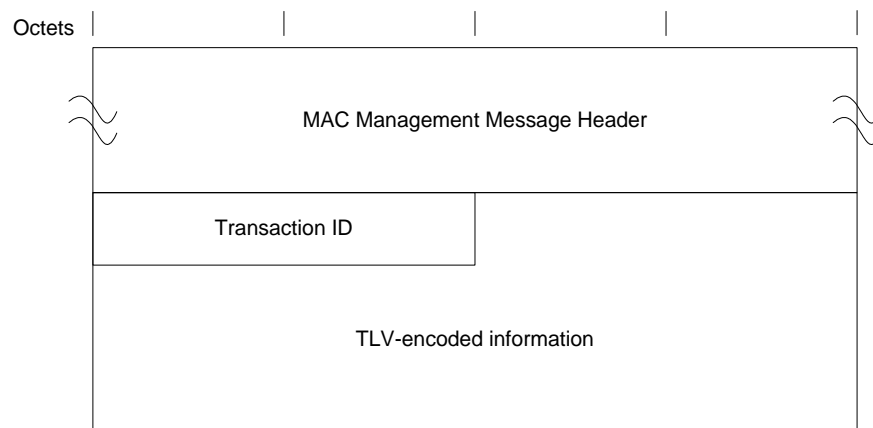 Octets
MAC Management Message Header
Transaction ID
TLV-encoded information